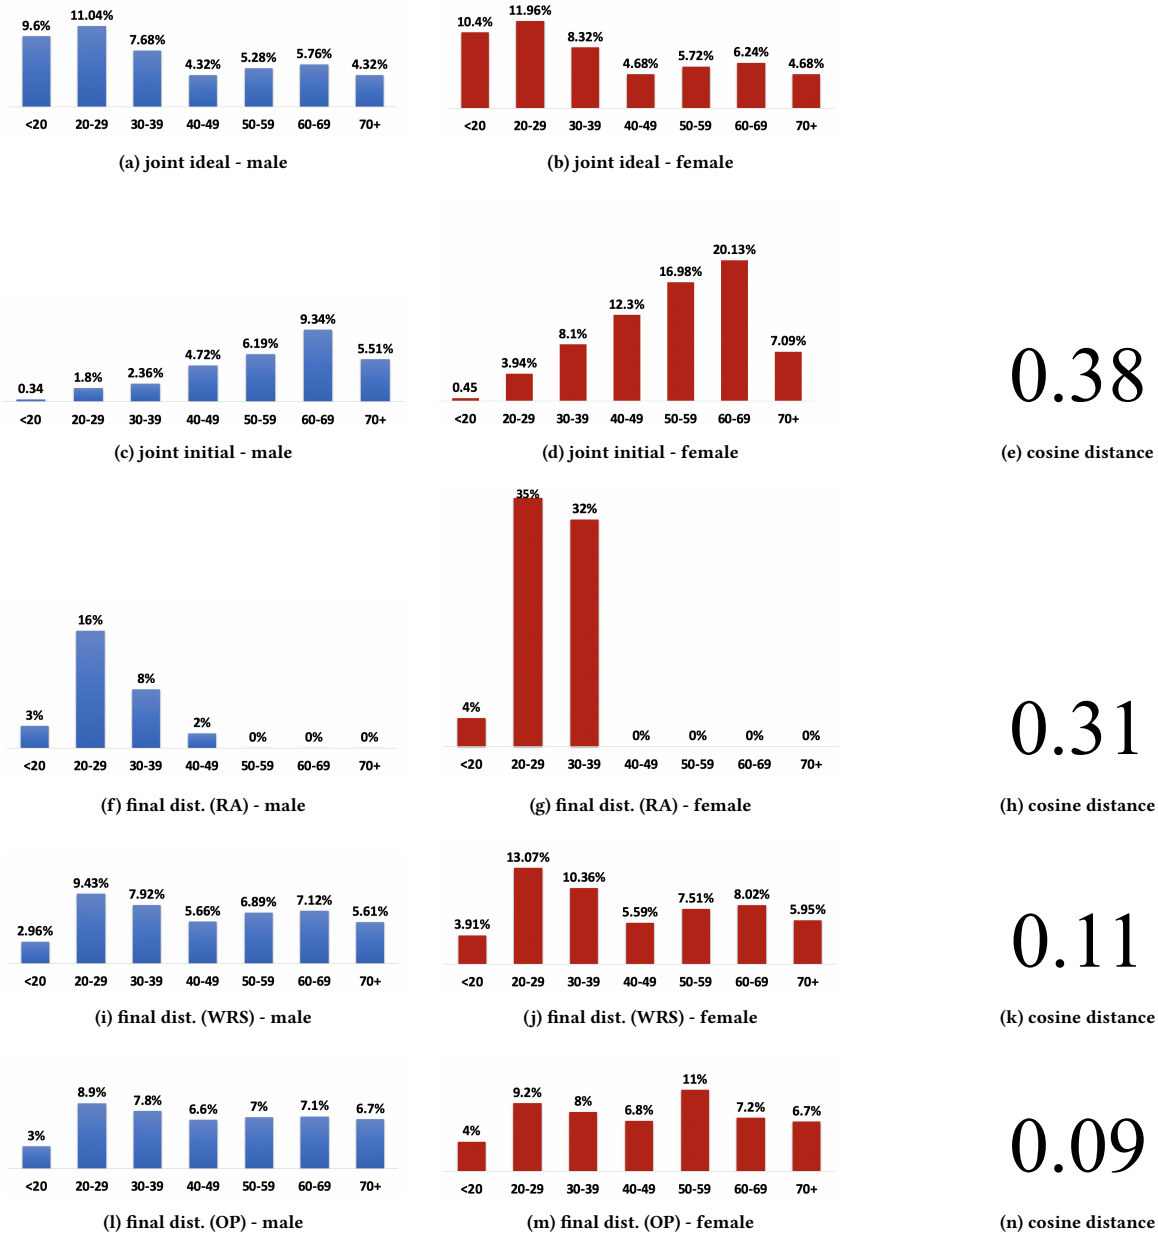 9.6% 11.04% 7.68% 4.32% 5.28% 5.76% 4.32%
<20 20-29 30-39 40-49 50-59 60-69 70+
(a) joint ideal - male
10.4% 11.96% 8.32% 4.68% 5.72% 6.24% 4.68%
<20 20-29 30-39 40-49 50-59 60-69 70+
(b) joint ideal - female
0.34 1.8% 2.36% 4.72% 6.19% 9.34% 5.51%
<20 20-29 30-39 40-49 50-59 60-69 70+
(c) joint initial - male
0.45 3.94% 8.1% 12.3% 16.98% 20.13% 7.09%
<20 20-29 30-39 40-49 50-59 60-69 70+
(d) joint initial - female
0.38
(e) cosine distance
3% 16% 8% 2% 0% 0% 0%
<20 20-29 30-39 40-49 50-59 60-69 70+
(f) final dist. (RA) - male
4% 35% 32% 0% 0% 0% 0%
<20 20-29 30-39 40-49 50-59 60-69 70+
(g) final dist. (RA) - female
0.31
(h) cosine distance
2.96% 9.43% 7.92% 5.66% 6.89% 7.12% 5.61%
<20 20-29 30-39 40-49 50-59 60-69 70+
(i) final dist. (WRS) - male
3.91% 13.07% 10.36% 5.59% 7.51% 8.02% 5.95%
<20 20-29 30-39 40-49 50-59 60-69 70+
(j) final dist. (WRS) - female
0.11
(k) cosine distance
3% 8.9% 7.8% 6.6% 7% 7.1% 6.7%
<20 20-29 30-39 40-49 50-59 60-69 70+
(l) final dist. (OP) - male
4% 9.2% 8% 6.8% 11% 7.2% 6.7%
<20 20-29 30-39 40-49 50-59 60-69 70+
(m) final dist. (OP) - female
0.09
(n) cosine distance